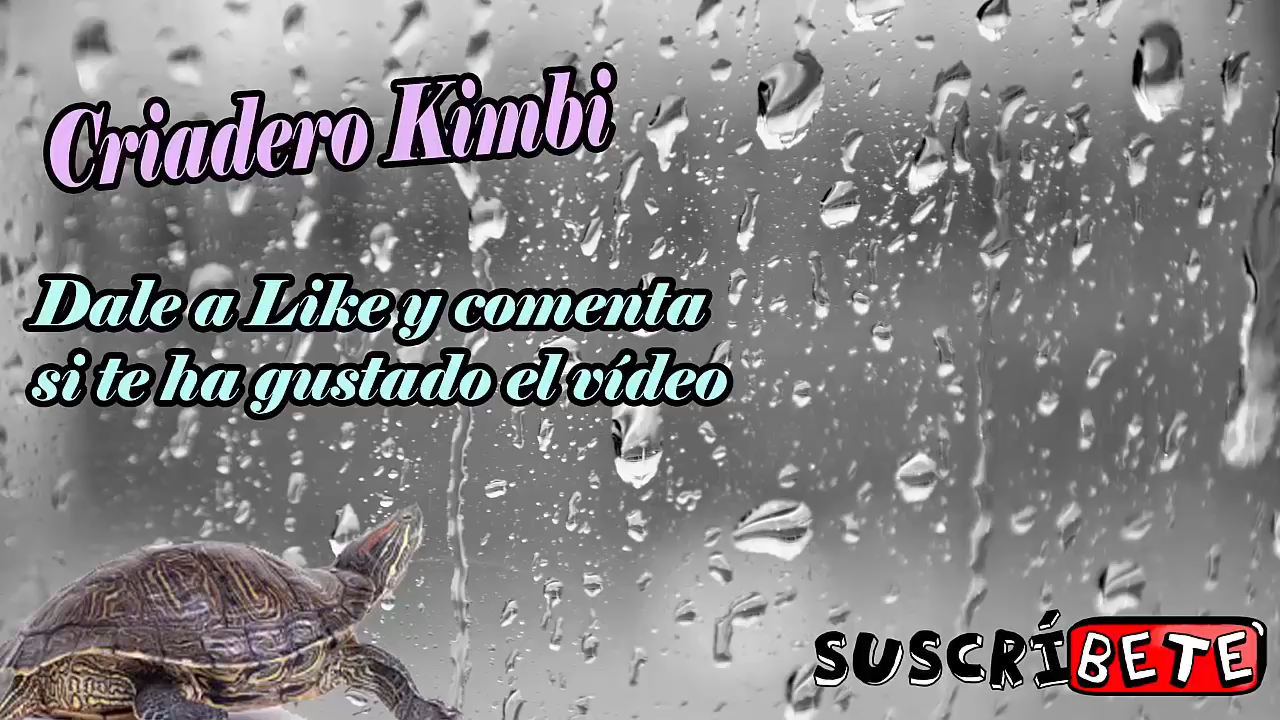 Criadero Kimbi
Dale a Like y comenta
si te ha gustado el vídeo
SUSCRÍBETE